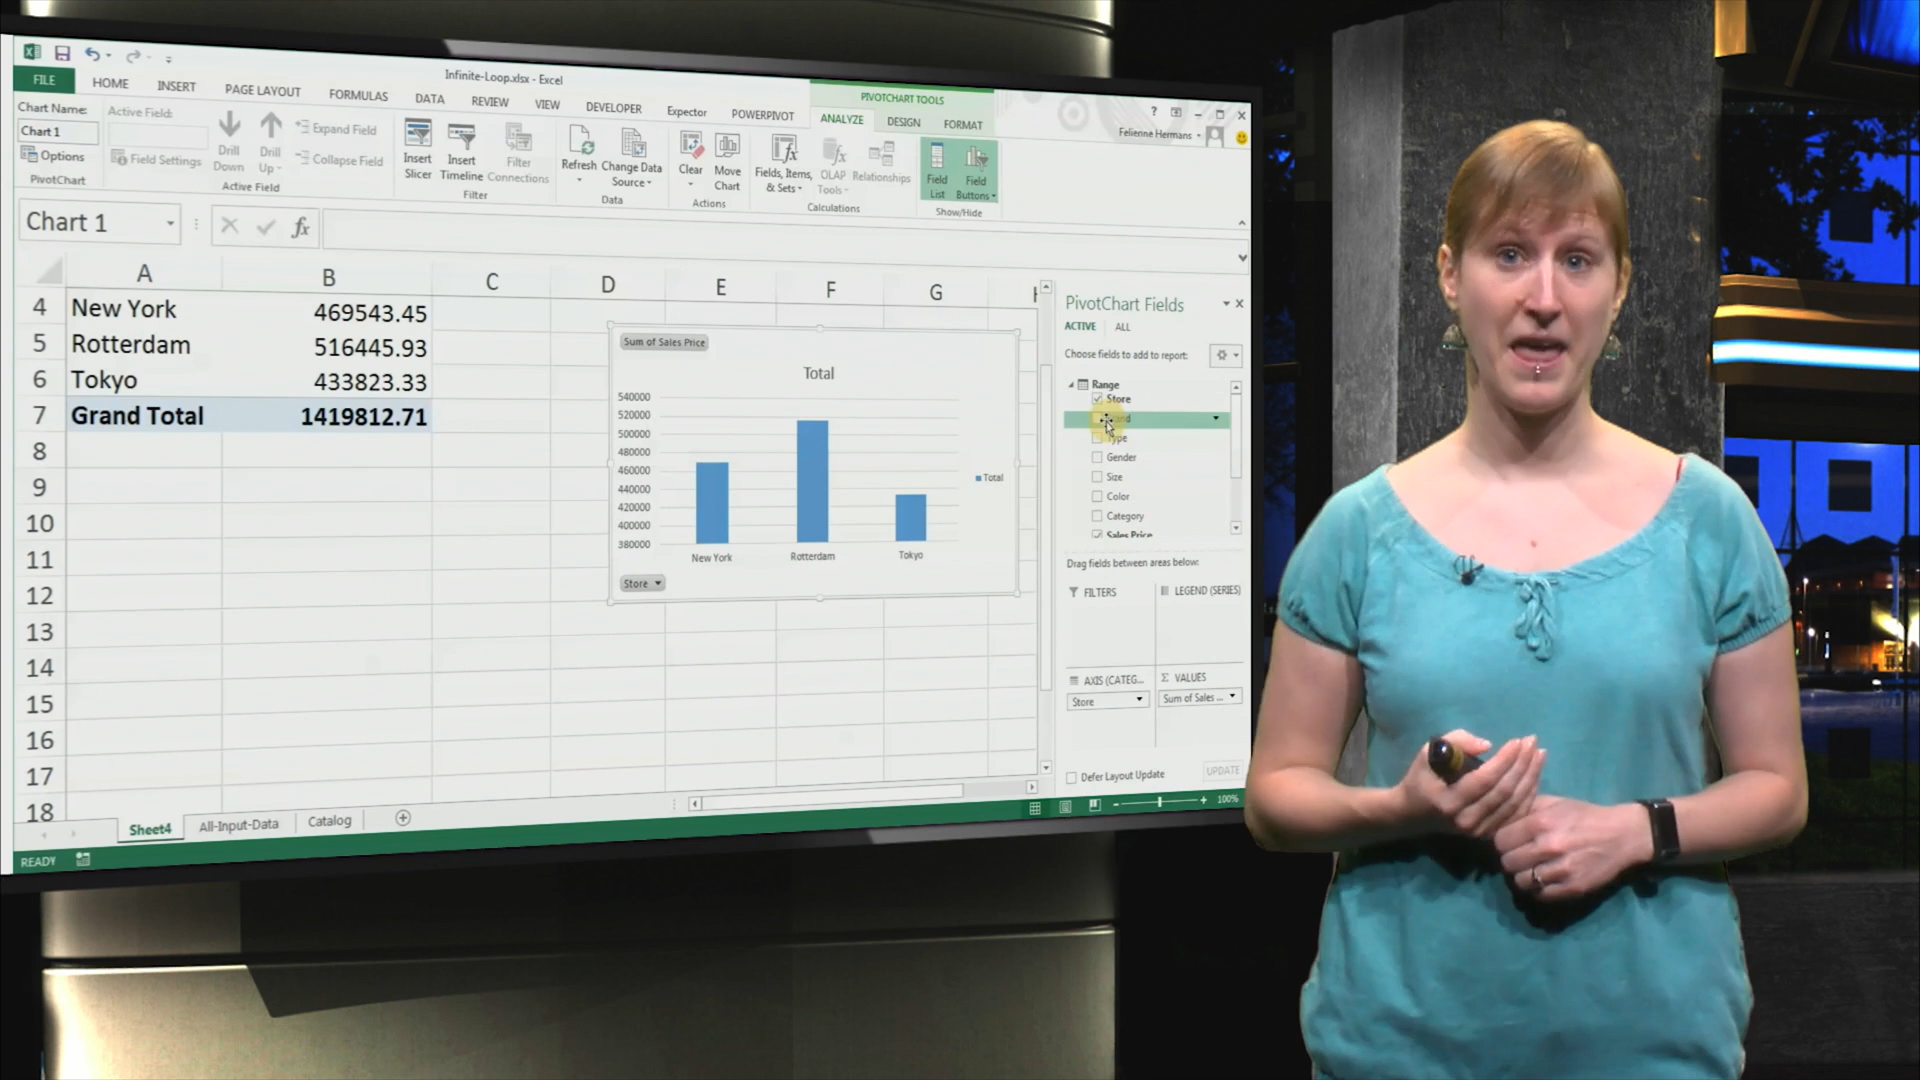 Infinite-Loop.xlsx - Excel
PIVOTCHART TOOLS
?
FILE
HOME
INSERT
PAGE LAYOUT
FORMULAS
DATA
REVIEW
VIEW
DEVELOPER
Expector
POWERPIVOT
ANALYZE
DESIGN
FORMAT
Felienne Hermans
Chart Name:
Chart 1
Options
PivotChart
Active Field:
Field Settings
Drill Down
Drill Up
Expand Field
Collapse Field
Active Field
Insert Slicer
Insert Timeline
Filter Connections
Filter
Refresh
Change Data Source
Data
Clear
Move Chart
Actions
Fields, Items, & Sets
OLAP Tools
Relationships
Calculations
Field List
Field Buttons
Show/Hide
Chart 1
fx
A B C D E F G
4 New York 469543.45
5 Rotterdam 516445.93
6 Tokyo 433823.33
7 Grand Total 1419812.71
8
9
10
11
12
13
14
15
16
17
18
Sum of Sales Price
Total
540000
520000
500000
480000
460000
440000
420000
400000
380000
New York
Rotterdam
Tokyo
Total
Store
PivotChart Fields
ACTIVE
ALL
Choose fields to add to report:
Range
Store
Type
Gender
Size
Color
Category
Sales Price
Drag fields between areas below:
FILTERS
LEGEND (SERIES)
AXIS (CATEG...
Store
Σ VALUES
Sum of Sales ...
Defer Layout Update
UPDATE
Sheet4
All-Input-Data
Catalog
READY
100%